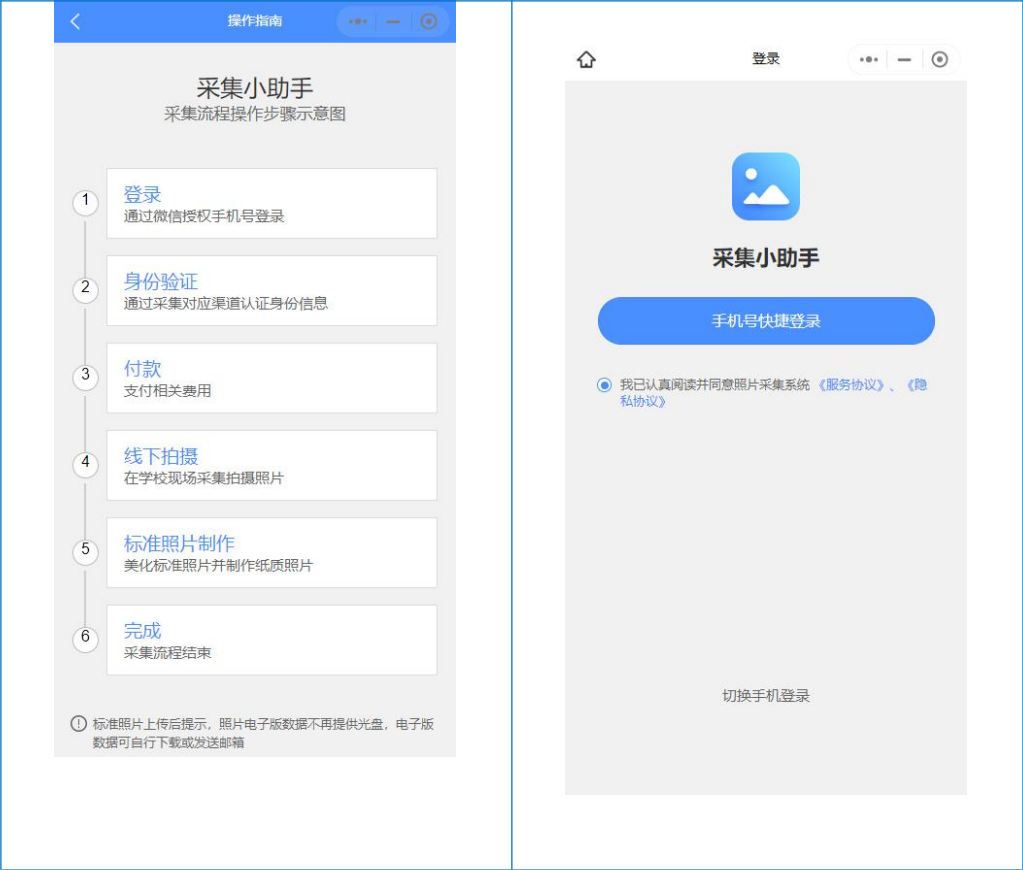 操作指南
采集小助手
采集流程操作步骤示意图
1
登录
通过微信授权手机号登录
2
身份验证
通过采集对应渠道认证身份信息
3
付款
支付相关费用
4
线下拍摄
在学校现场采集拍摄照片
5
标准照片制作
美化标准照片并制作纸质照片
6
完成
采集流程结束
标准照片上传后提示，照片电子版数据不再提供光盘，电子版
数据可自行下载或发送邮箱
登录
采集小助手
手机号快捷登录
我已认真阅读并同意照片采集系统《服务协议》、《隐
私协议》
切换手机登录